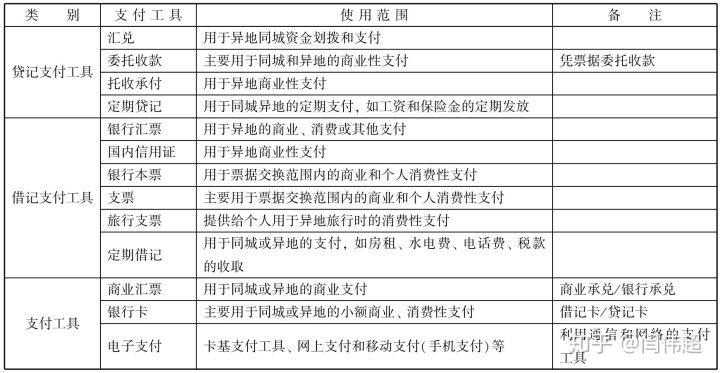 类 别 支付工具 使用范围 备 注
贷记支付工具
汇兑 用于异地同城资金划拨和支付
委托收款 主要用于同城和异地的商业性支付 凭票据委托收款
托收承付 用于异地商业性支付
定期贷记 用于同城异地的定期支付，如工资和保险金的定期发放
借记支付工具
银行汇票 用于异地的商业、消费或其他支付
国内信用证 用于异地商业性支付
银行本票 用于票据交换范围内的商业和个人消费性支付
支票 主要用于票据交换范围内的商业和个人消费性支付
旅行支票 提供给个人用于异地旅行时的消费性支付
定期借记 用于同城或异地的支付，如房租、水电费、电话费、税款
的收取
支付工具
商业汇票 用于同城或异地的商业支付 商业承兑/银行承兑
银行卡 主要用于同城或异地的小额商业、消费性支付 借记卡/贷记卡
电子支付 卡基支付工具、网上支付和移动支付(手机支付)等 利用通信和网络的支付
工具
知乎 @闫伟超